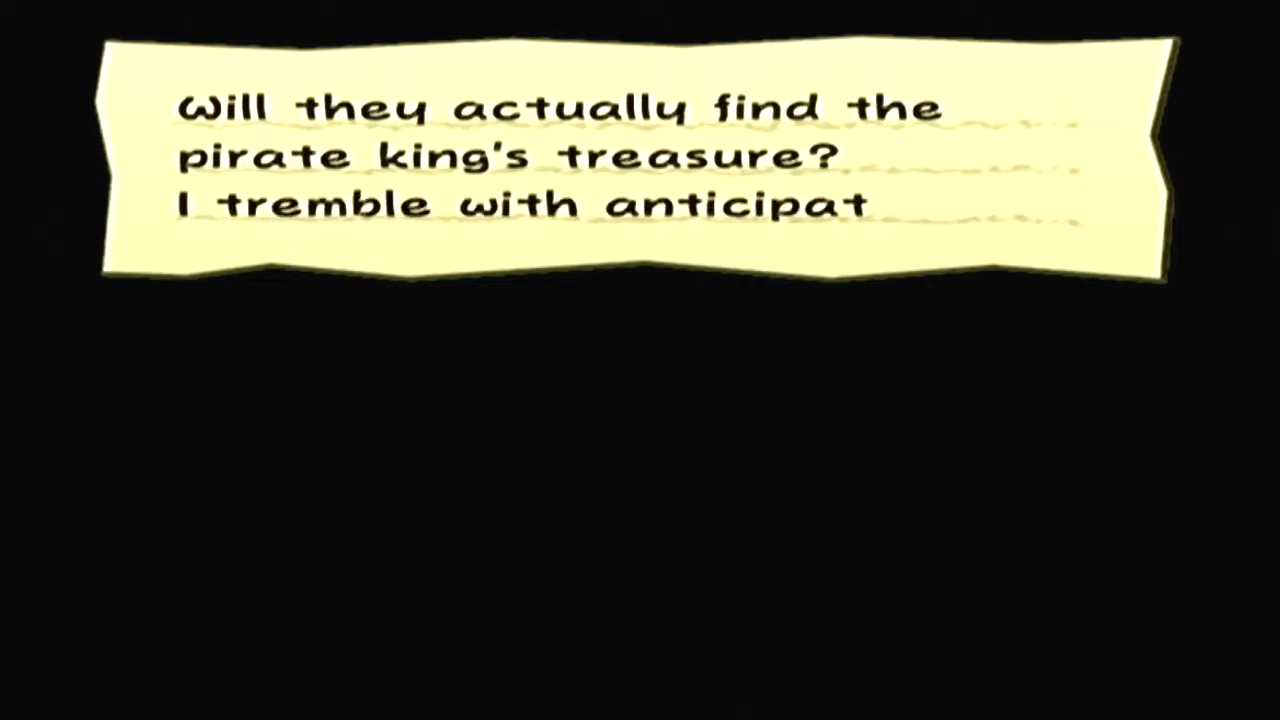 Will they actually find the
pirate king's treasure?
I tremble with anticipat